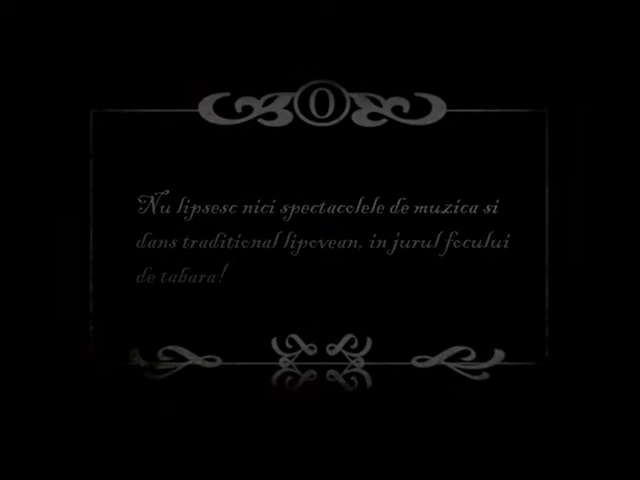 O
Nu lipsesc nici spectacolele de muzica si
dans traditional lipovean, in jurul focului
de tabara!